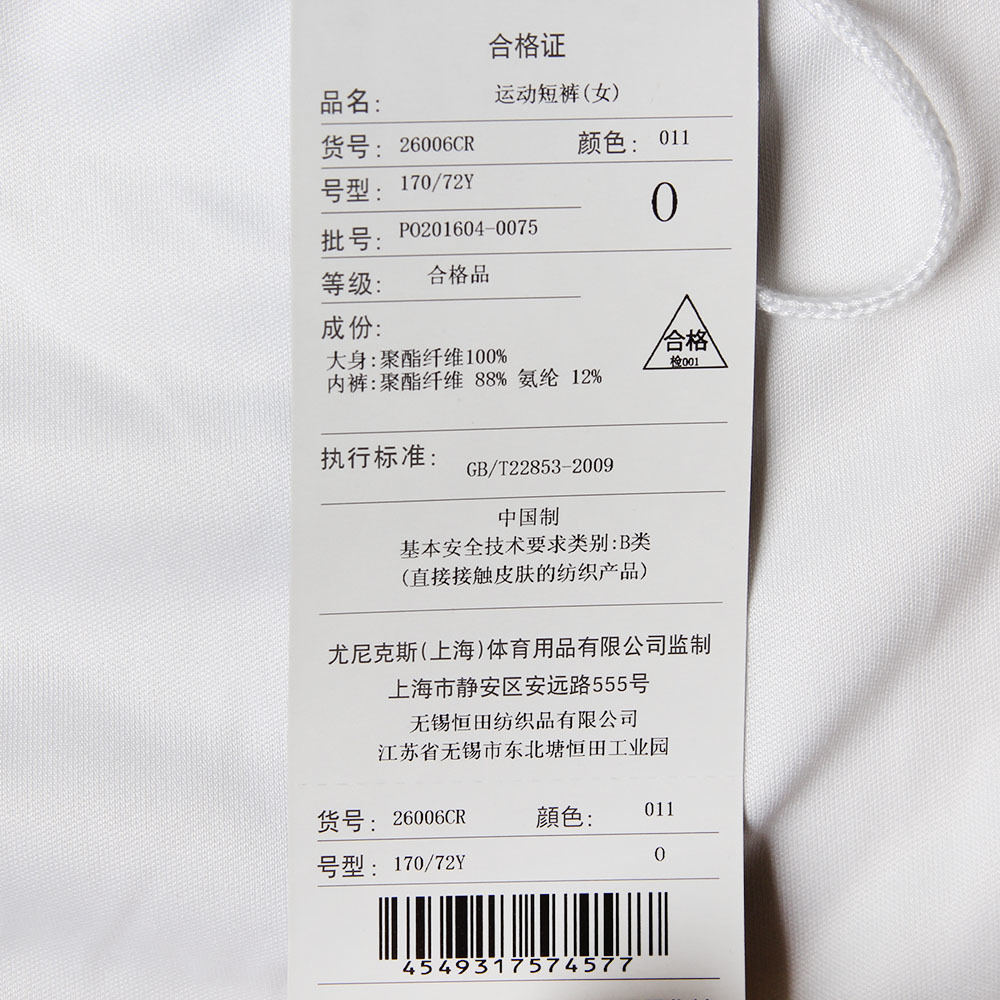 合格证
品名: 运动短裤(女)
货号: 26006CR 颜色: 011
号型: 170/72Y O
批号: PO201604-0075
等级: 合格品
成份:
合格
大身:聚酯纤维100%
检001
内裤:聚酯纤维 88% 氨纶 12%
执行标准: GB/T22853-2009
中国制
基本安全技术要求类别:B类
(直接接触皮肤的纺织产品)
尤尼克斯(上海)体育用品有限公司监制
上海市静安区安远路555号
无锡恒田纺织品有限公司
江苏省无锡市东北塘恒田工业园
货号: 26006CR 顔色: 011
号型: 170/72Y O
4549317574577